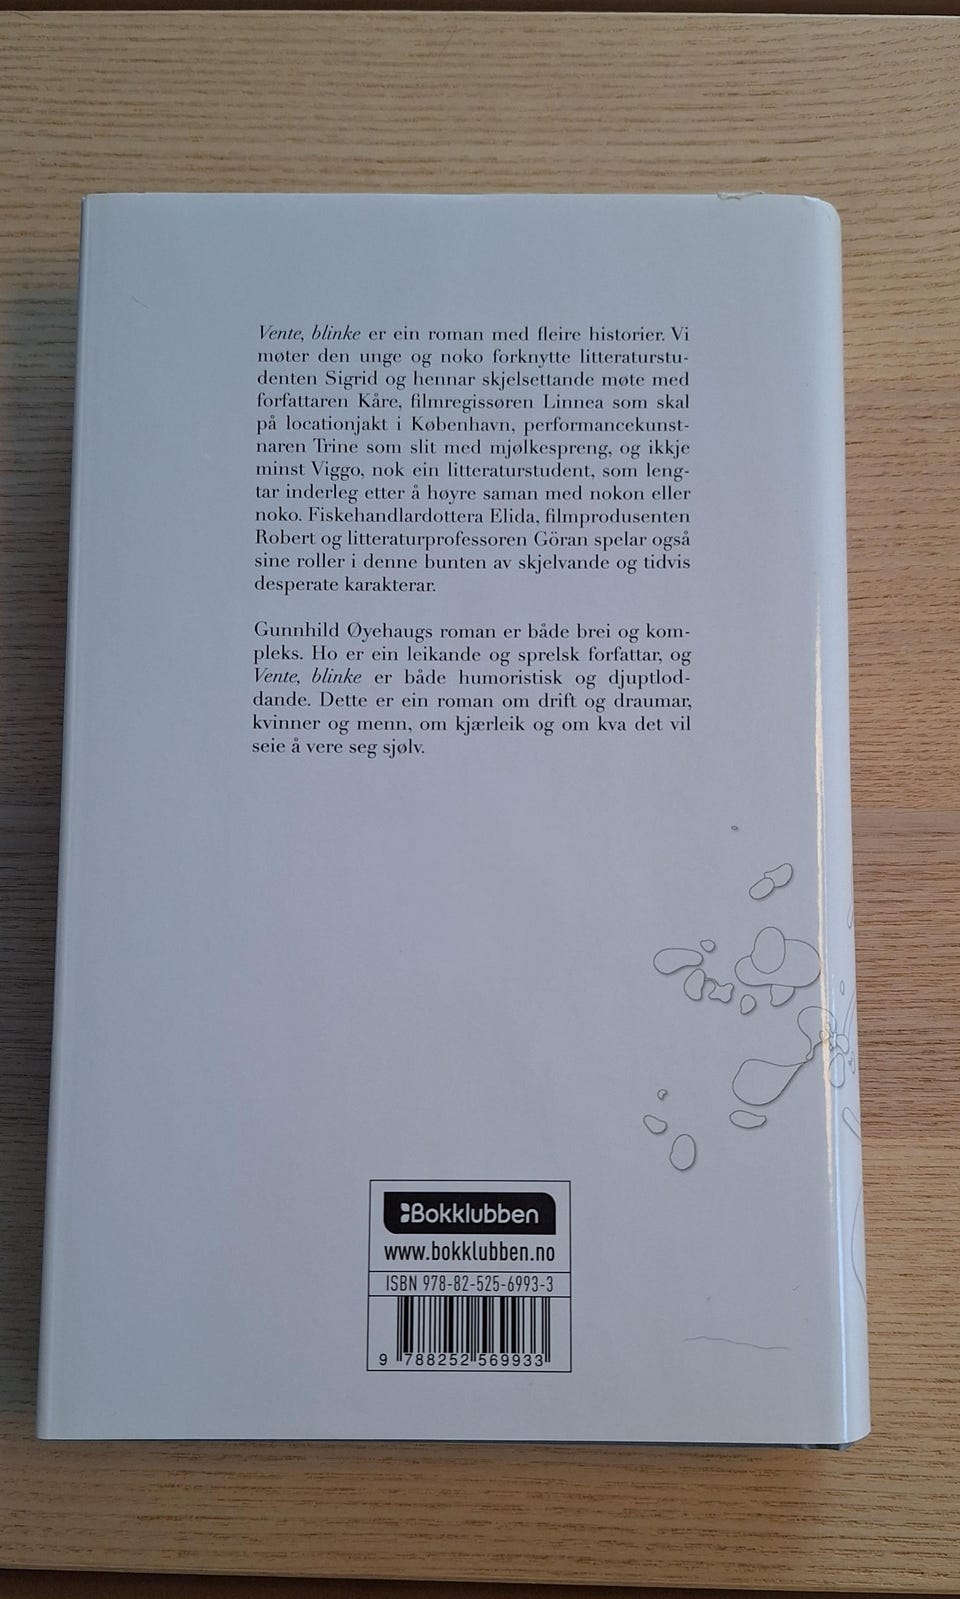 Vente, blinke er ein roman med fleire historier. Vi
møter den unge og noko forknytte litteraturstu-
denten Sigrid og hennar skjelsettande møte med
forfattaren Kåre, filmregissøren Linnea som skal
på locationjakt i København, performancekunst-
naren Trine som slit med mjølkespreng, og ikkje
minst Viggo, nok ein litteraturstudent, som leng-
tar inderleg etter å høyre saman med nokon eller
noko. Fiskehandlardottera Elida, filmprodusenten
Robert og litteraturprofessoren Göran spelar også
sine roller i denne bunten av skjelvande og tidvis
desperate karakterar.
Gunnhild Øyehaugs roman er både brei og kom-
pleks. Ho er ein leikande og sprelsk forfattar, og
Vente, blinke er både humoristisk og djuptlod-
dande. Dette er ein roman om drift og draumar,
kvinner og menn, om kjærleik og om kva det vil
seie å vere seg sjølv.
Bokklubben
www.bokklubben.no
ISBN 978-82-525-6993-3
9 788252 569933